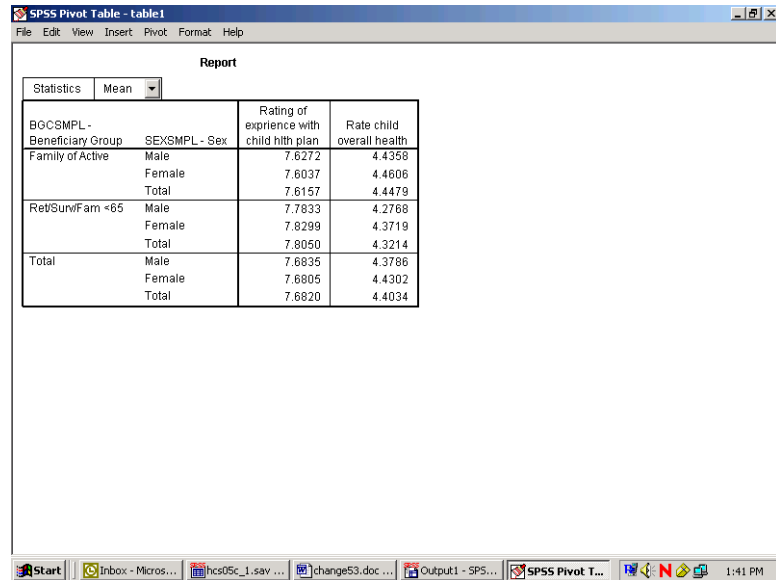 SPSS Pivot Table - table1
File Edit View Insert Pivot Format Help
Report
Statistics Mean
BGCSMPL - Beneficiary Group SEXSMPL - Sex Rating of exprience with child hlth plan Rate child overall health
Family of Active Male 7.6272 4.4358
Female 7.6037 4.4606
Total 7.6157 4.4479
Ret/Surv/Fam <65 Male 7.7833 4.2768
Female 7.8299 4.3719
Total 7.8050 4.3214
Total Male 7.6835 4.3786
Female 7.6805 4.4302
Total 7.6820 4.4034
Start Inbox - Micros... hcs05c_1.sav ... change53.doc ... Output1 - SPS... SPSS Pivot T... N 1:41 PM